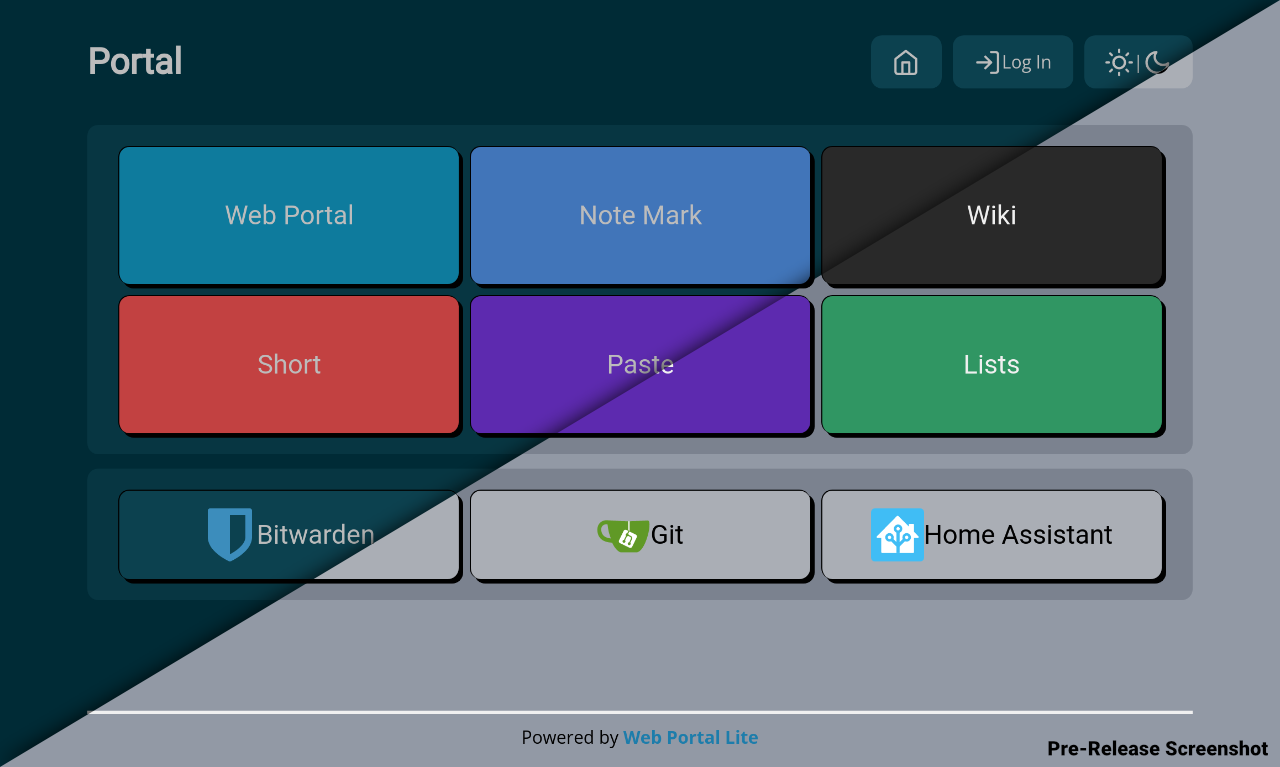 Portal
Log In
|
Web Portal
Note Mark
Wiki
Short
Paste
Lists
Bitwarden
Git
Home Assistant
Powered by Web Portal Lite
Pre-Release Screenshot